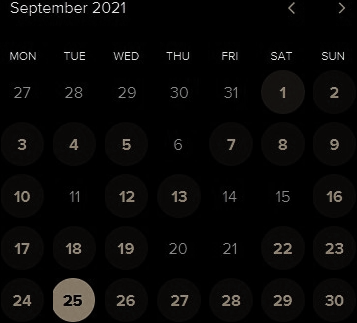 September 2021 < >
MON TUE WED THU FRI SAT SUN
27 28 29 30 31 1 2
3 4 5 6 7 8 9
10 11 12 13 14 15 16
17 18 19 20 21 22 23
24 25 26 27 28 29 30